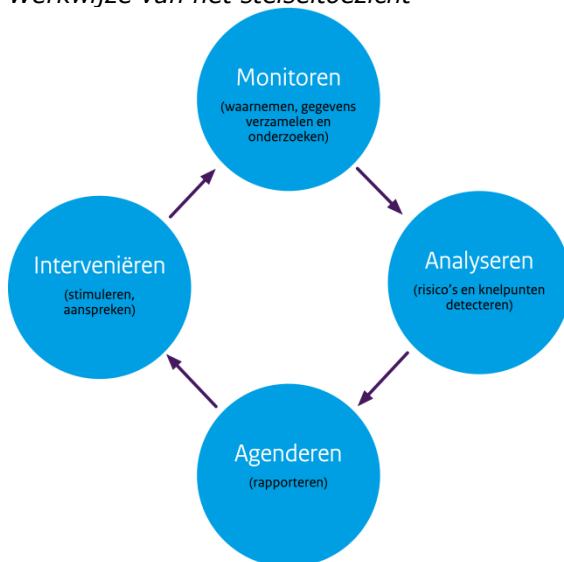 Werkwijze van het stelseltoezicht
Monitoren
(waarnemen, gegevens
verzamelen en
onderzoeken)
Analyseren
(risico's en knelpunten
detecteren)
Interveniëren
(stimuleren,
aanspreken)
Agenderen
(rapporteren)